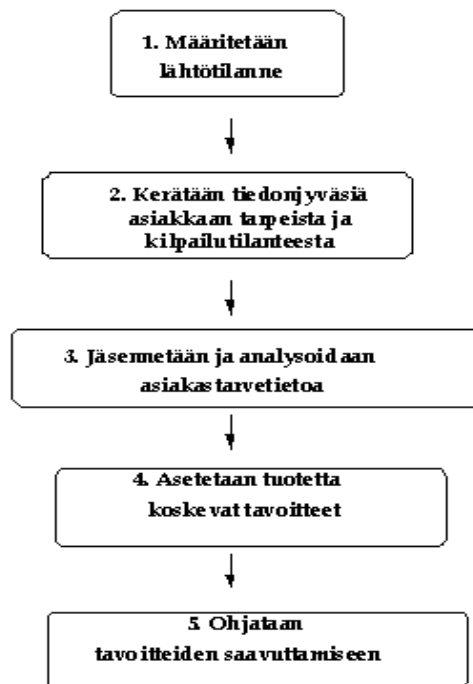 1. Määritetään
lähtötilanne
2. Kerätään tiedonjyväsiä
asiakkaan tarpeista ja
kilpailutilanteesta
3. Jäsennetään ja analysoidaan
asiakastarvetietoa
4. Asetetaan tuotetta
koskevat tavoitteet
5. Ohjataan
tavoitteiden saavuttamiseen